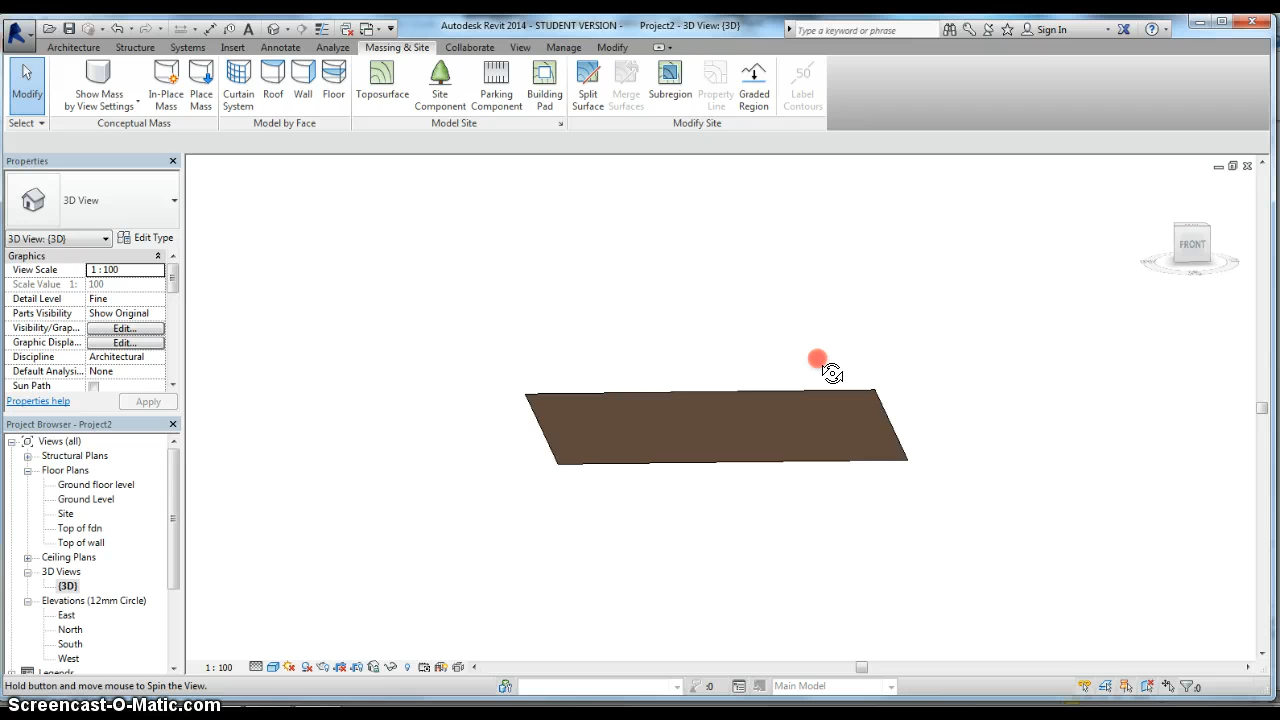 Autodesk Revit 2014 - STUDENT VERSION - Project2 - 3D View: {3D}
Type a keyword or phrase
Sign In
Architecture Structure Systems Insert Annotate Analyze Massing & Site Collaborate View Manage Modify
Modify
Show Mass by View Settings
In-Place Mass
Place Mass
Curtain System
Roof
Wall
Floor
Toposurface
Site Component
Parking Component
Building Pad
Split Surface
Merge Surfaces
Subregion
Property Line
Graded Region
50
Label Contours
Select
Conceptual Mass
Model by Face
Model Site
Modify Site
Properties
3D View
3D View: {3D}
Edit Type
Graphics
View Scale 1 : 100
Scale Value 1: 100
Detail Level Fine
Parts Visibility Show Original
Visibility/Grap... Edit...
Graphic Displa... Edit...
Discipline Architectural
Default Analysi... None
Sun Path
Properties help
Apply
Project Browser - Project2
Views (all)
Structural Plans
Floor Plans
Ground floor level
Ground Level
Site
Top of fdn
Top of wall
Ceiling Plans
3D Views
{3D}
Elevations (12mm Circle)
East
North
South
West
Legends
FRONT
1 : 100
Hold button and move mouse to Spin the View.
:0
Main Model
:0
Screencast-O-Matic.com